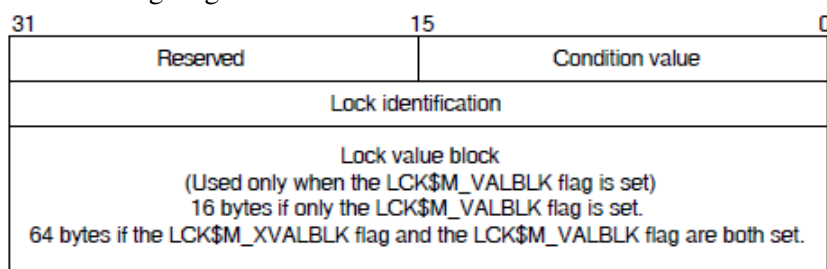 31 15 0
Reserved Condition value
Lock identification
Lock value block
(Used only when the LCK$M_VALBLK flag is set)
16 bytes if only the LCK$M_VALBLK flag is set.
64 bytes if the LCK$M_XVALBLK flag and the LCK$M_VALBLK flag are both set.